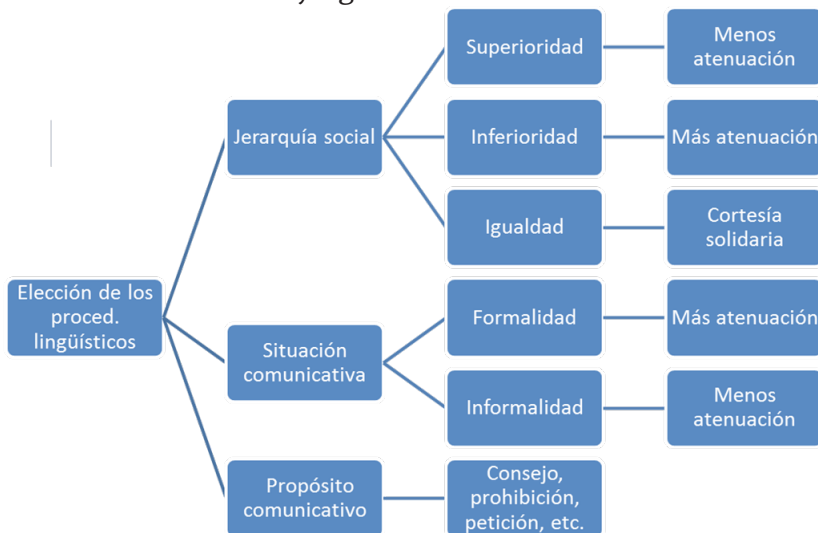 Superioridad
Menos
atenuación
Jerarquía social
Inferioridad
Más atenuación
Igualdad
Cortesía
solidaria
Elección de los
proced.
lingüísticos
Situación
comunicativa
Formalidad
Más atenuación
Informalidad
Menos
atenuación
Propósito
comunicativo
Consejo,
prohibición,
petición, etc.